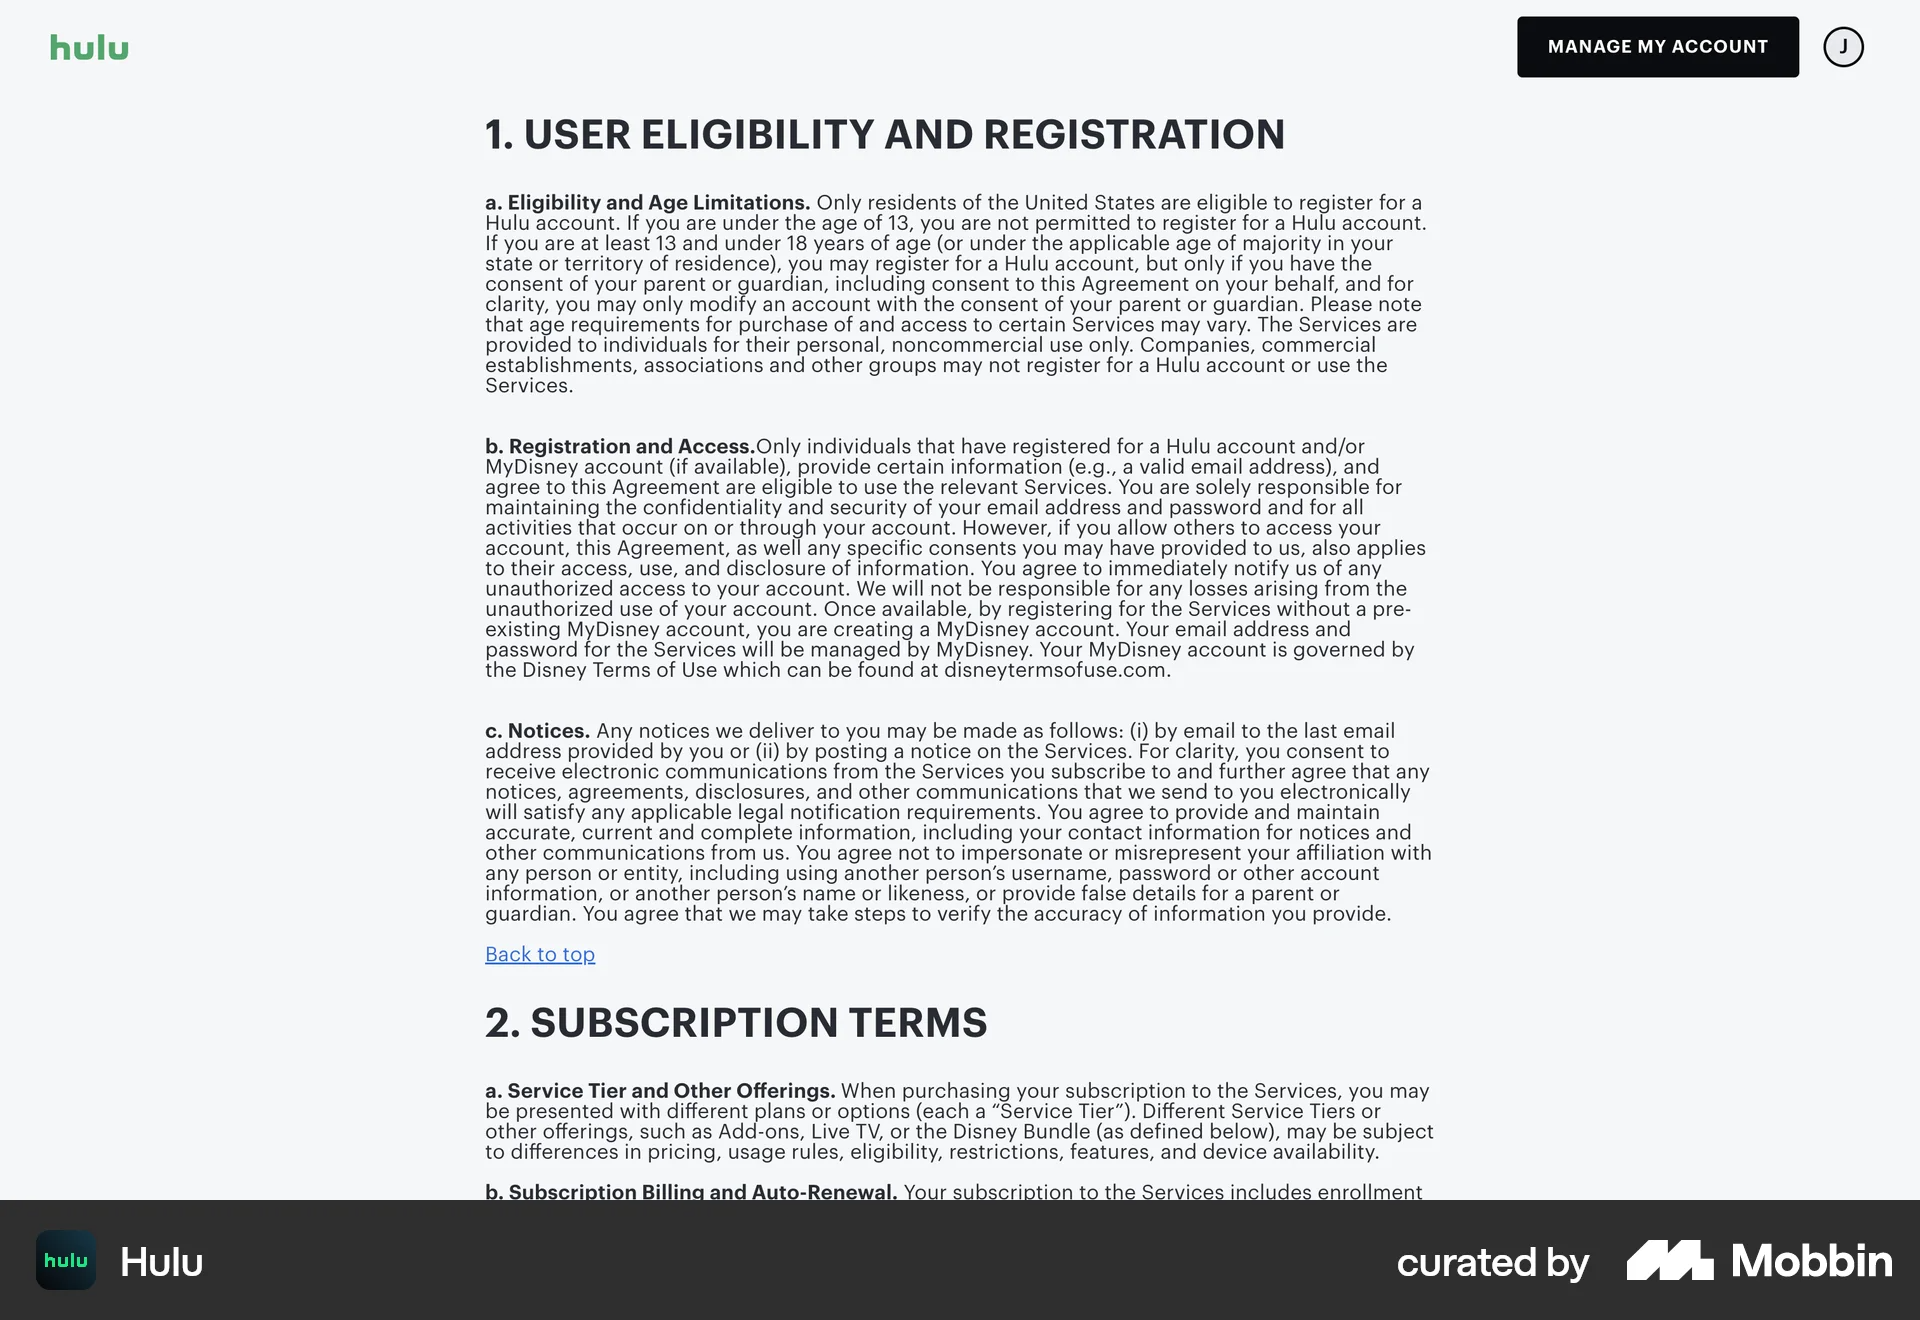 hulu
MANAGE MY ACCOUNT
J
1. USER ELIGIBILITY AND REGISTRATION
a. Eligibility and Age Limitations. Only residents of the United States are eligible to register for a
Hulu account. If you are under the age of 13, you are not permitted to register for a Hulu account.
If you are at least 13 and under 18 years of age (or under the applicable age of majority in your
state or territory of residence), you may register for a Hulu account, but only if you have the
consent of your parent or guardian, including consent to this Agreement on your behalf, and for
clarity, you may only modify an account with the consent of your parent or guardian. Please note
that age requirements for purchase of and access to certain Services may vary. The Services are
provided to individuals for their personal, noncommercial use only. Companies, commercial
establishments, associations and other groups may not register for a Hulu account or use the
Services.
b. Registration and Access.Only individuals that have registered for a Hulu account and/or
MyDisney account (if available), provide certain information (e.g., a valid email address), and
agree to this Agreement are eligible to use the relevant Services. You are solely responsible for
maintaining the confidentiality and security of your email address and password and for all
activities that occur on or through your account. However, if you allow others to access your
account, this Agreement, as well any specific consents you may have provided to us, also applies
to their access, use, and disclosure of information. You agree to immediately notify us of any
unauthorized access to your account. We will not be responsible for any losses arising from the
unauthorized use of your account. Once available, by registering for the Services without a pre-
existing MyDisney account, you are creating a MyDisney account. Your email address and
password for the Services will be managed by MyDisney. Your MyDisney account is governed by
the Disney Terms of Use which can be found at disneytermsofuse.com.
c. Notices. Any notices we deliver to you may be made as follows: (i) by email to the last email
address provided by you or (ii) by posting a notice on the Services. For clarity, you consent to
receive electronic communications from the Services you subscribe to and further agree that any
notices, agreements, disclosures, and other communications that we send to you electronically
will satisfy any applicable legal notification requirements. You agree to provide and maintain
accurate, current and complete information, including your contact information for notices and
other communications from us. You agree not to impersonate or misrepresent your affiliation with
any person or entity, including using another person’s username, password or other account
information, or another person’s name or likeness, or provide false details for a parent or
guardian. You agree that we may take steps to verify the accuracy of information you provide.
Back to top
2. SUBSCRIPTION TERMS
a. Service Tier and Other Offerings. When purchasing your subscription to the Services, you may
be presented with different plans or options (each a “Service Tier”). Different Service Tiers or
other offerings, such as Add-ons, Live TV, or the Disney Bundle (as defined below), may be subject
to differences in pricing, usage rules, eligibility, restrictions, features, and device availability.
b. Subscription Billing and Auto-Renewal. Your subscription to the Services includes enrollment
hulu
Hulu
curated by
Mobbin